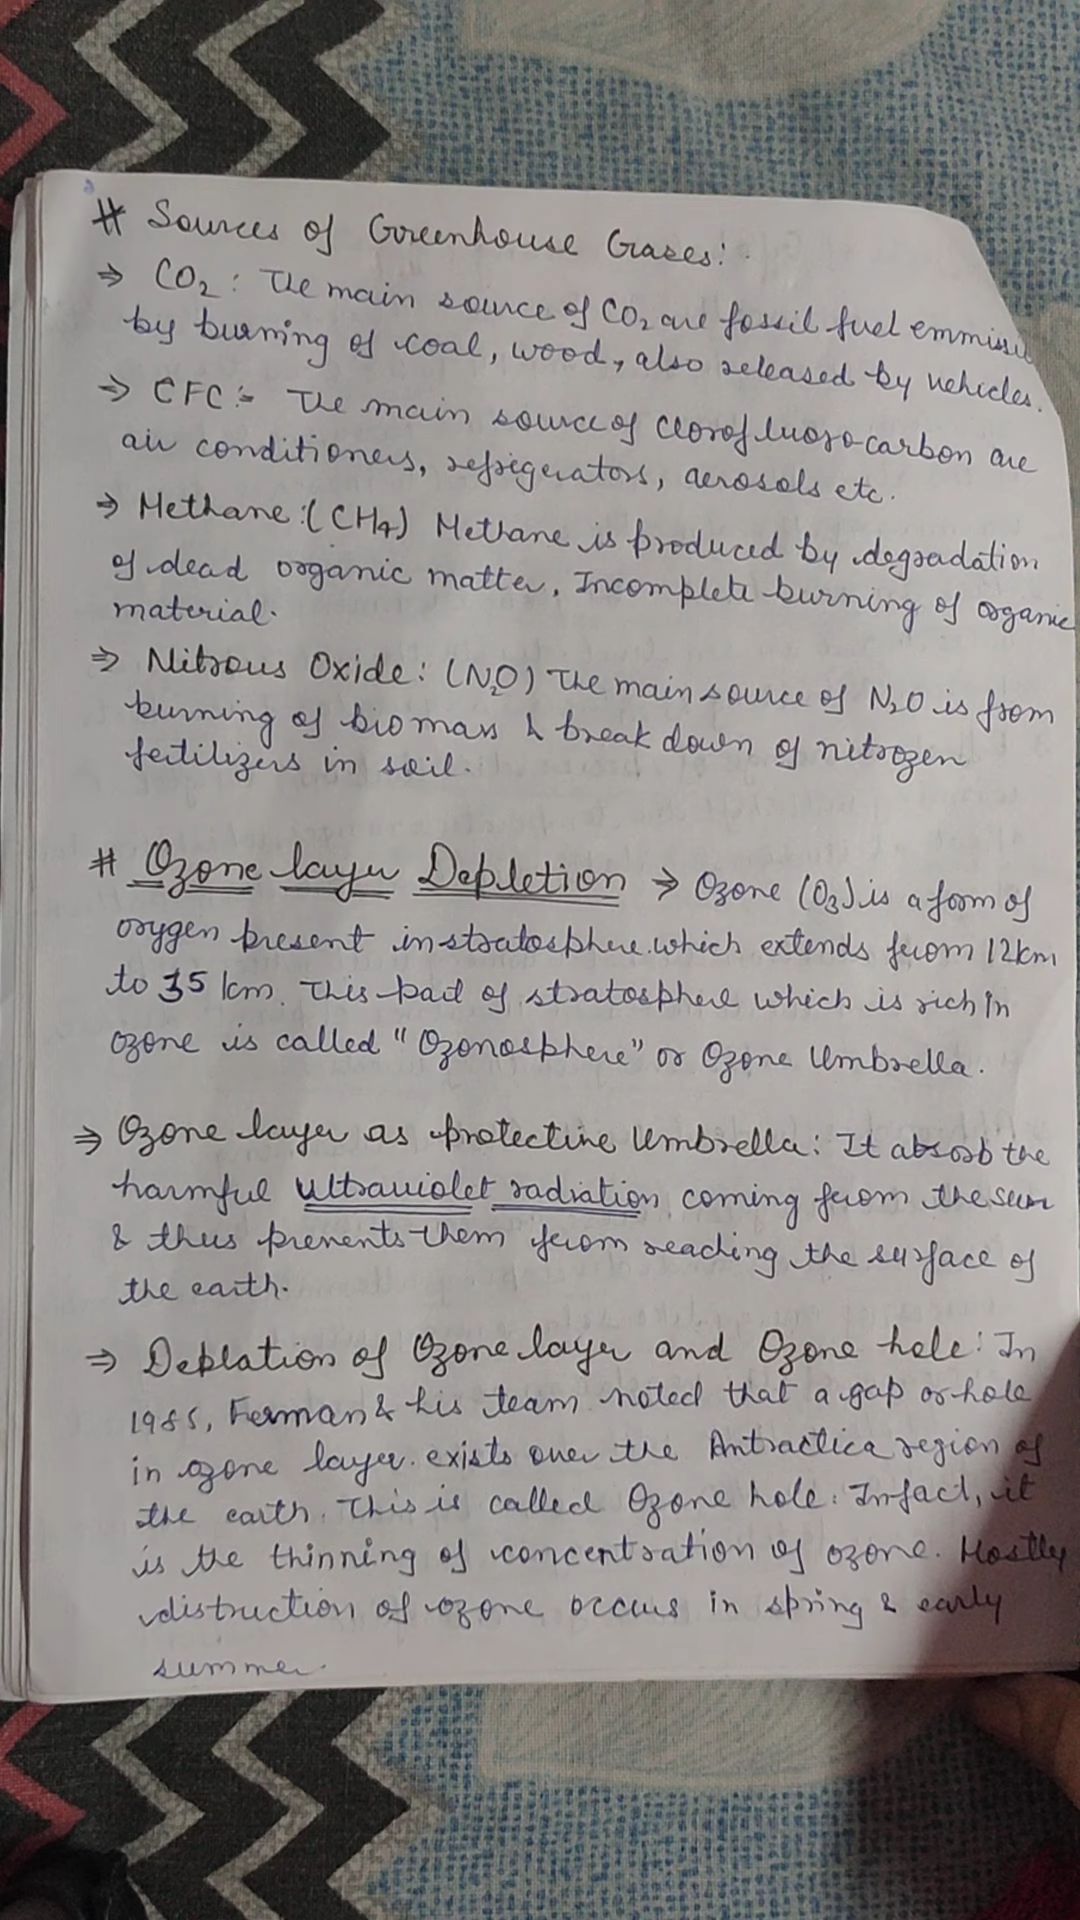 # Sources of Greenhouse Gases:
⇒ CO₂: The main source of CO₂ are fossil fuel
by burning of coal, wood, also released by vehicles.
⇒ CFC:- The main source of Clorofluoro-carbon are
air conditioners, refrigerators, aerosols etc.
⇒ Methane:(CH₄) Methane is produced by degradation
of dead organic matter, Incomplete burning of organic
material.
⇒ Nitrous Oxide: (N₂O) The main source of N₂O is from
burning of biomass & break down of nitrogen
fertilizers in soil.
# Ozone layer Depletion → Ozone (O₃) is a form of
oxygen present in stratosphere which extends from 12km
to 35 km. This part of stratosphere which is rich in
ozone is called "Ozonosphere" or Ozone Umbrella.
⇒ Ozone layer as protective Umbrella: It absorb the
harmful ultraviolet radiation coming from the sun
& thus prevents them from reaching the surface of
the earth.
⇒ Deplation of Ozone layer and Ozone hole: In
1985, Ferman & his team noted that a gap or hole
in ozone layer exists over the Antractica region of
the earth. This is called Ozone hole. Infact, it
is the thinning of concentration of ozone. Mostly
distruction of ozone occurs in spring & early
summer.